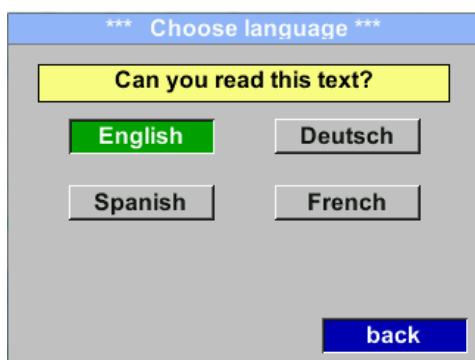 *** Choose language ***
Can you read this text?
English Deutsch
Spanish French
back